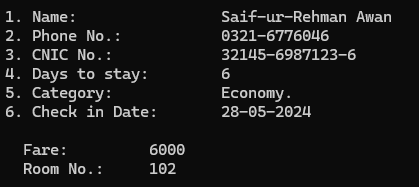 1. Name: Saif-ur-Rehman Awan
2. Phone No.: 0321-6776046
3. CNIC No.: 32145-6987123-6
4. Days to stay: 6
5. Category: Economy.
6. Check in Date: 28-05-2024
Fare: 6000
Room No.: 102